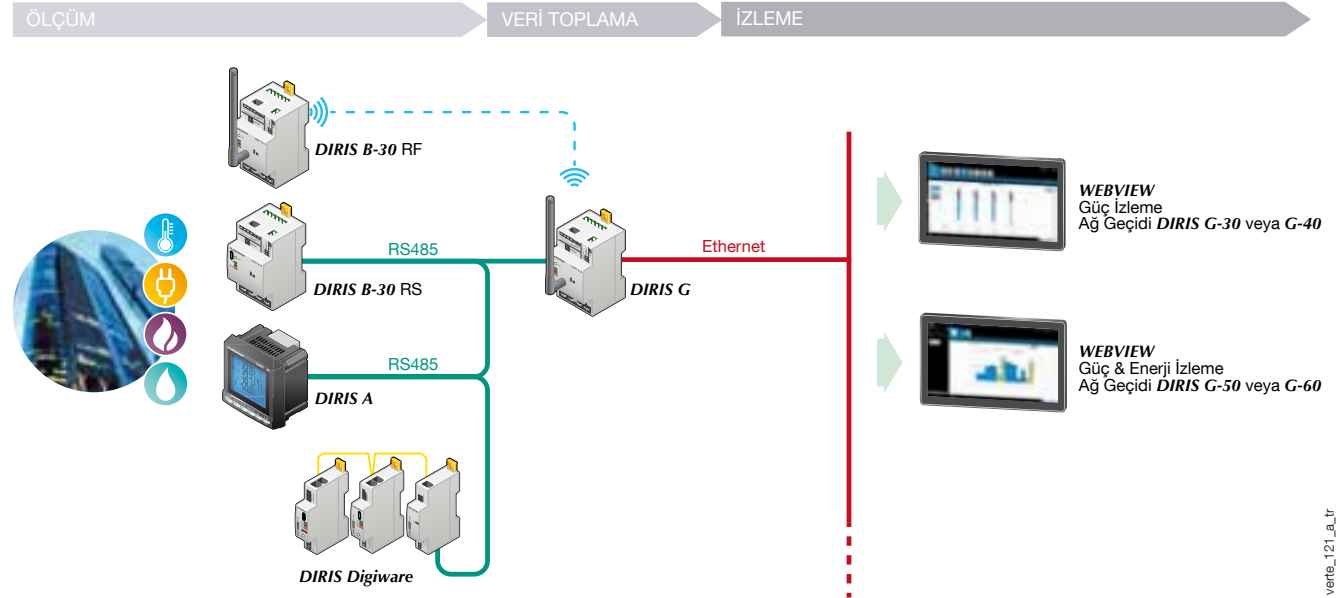 ÖLÇÜM
VERİ TOPLAMA
İZLEME
DIRIS B-30 RF
RS485
DIRIS B-30 RS
Ethernet
DIRIS G
RS485
DIRIS A
DIRIS Digiware
WEBVIEW
Güç İzleme
Ağ Geçidi DIRIS G-30 veya G-40
WEBVIEW
Güç & Enerji İzleme
Ağ Geçidi DIRIS G-50 veya G-60
verte_121_a_tr